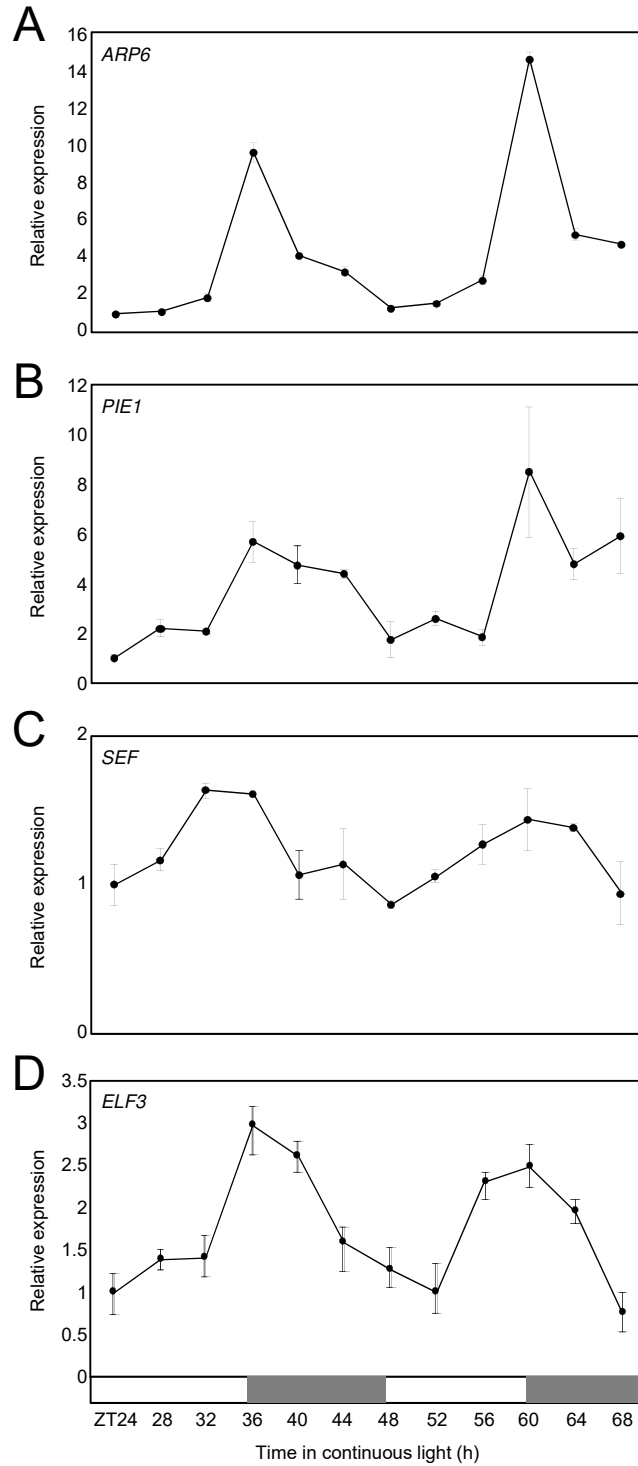 A
ARP6
Relative expression
16
14
12
10
8
6
4
2
0
B
PIE1
Relative expression
12
10
8
6
4
2
0
C
SEF
Relative expression
2
1
0
D
ELF3
Relative expression
3.5
3
2.5
2
1.5
1
0.5
0
ZT24 28 32 36 40 44 48 52 56 60 64 68
Time in continuous light (h)